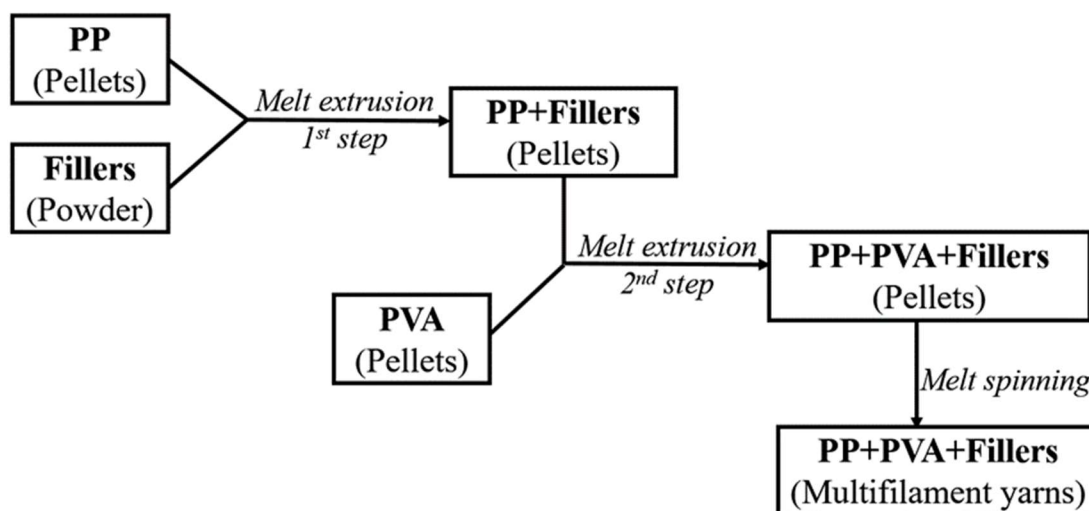 PP
(Pellets)
Melt extrusion
1st step
PP+Fillers
(Pellets)
Fillers
(Powder)
Melt extrusion
2nd step
PP+PVA+Fillers
(Pellets)
PVA
(Pellets)
Melt spinning
PP+PVA+Fillers
(Multifilament yarns)